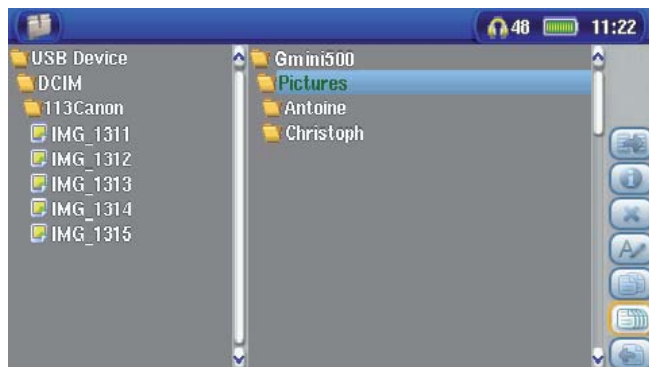 48 11:22
USB Device
DCIM
113Canon
IMG_1311
IMG_1312
IMG_1313
IMG_1314
IMG_1315
Gmini500
Pictures
Antoine
Christoph